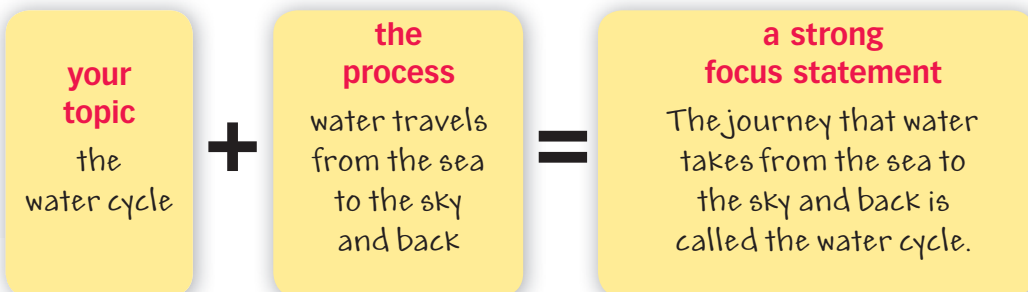 your
topic
the
water cycle
+
the
process
water travels
from the sea
to the sky
and back
=
a strong
focus statement
The journey that water
takes from the sea to
the sky and back is
called the water cycle.